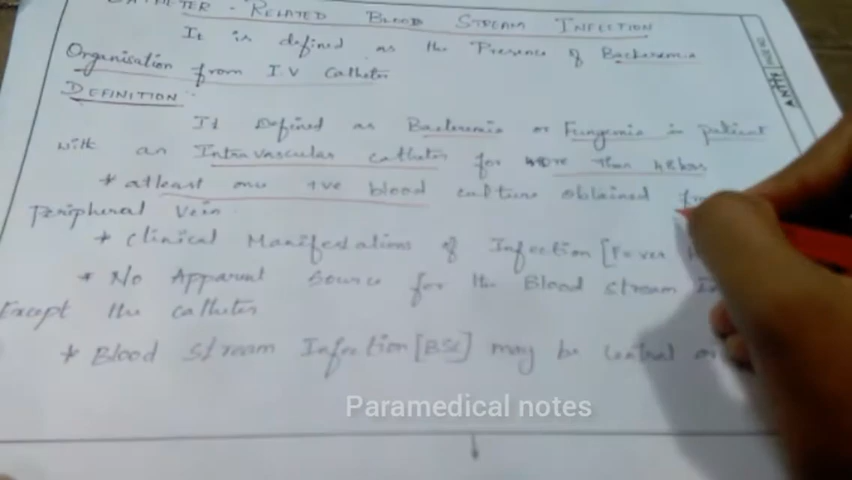 CATHETER - RELATED BLOOD STREAM INFECTION
It is defined as the Presence of Backeremia
Organisation from I.V Catheter
DEFINITION
It Defined as Bacteremia or Fungemia in patient
with an Intravascular catheter for more than 48hrs
* atleast one +ve blood culture obtained
Peripheral Vein
* Clinical Manifestations of Infection [Fever
* No Apparent Source for the Blood stream
Except the catheter
* Blood Stream Infection [BSI] may be Central or
Paramedical notes